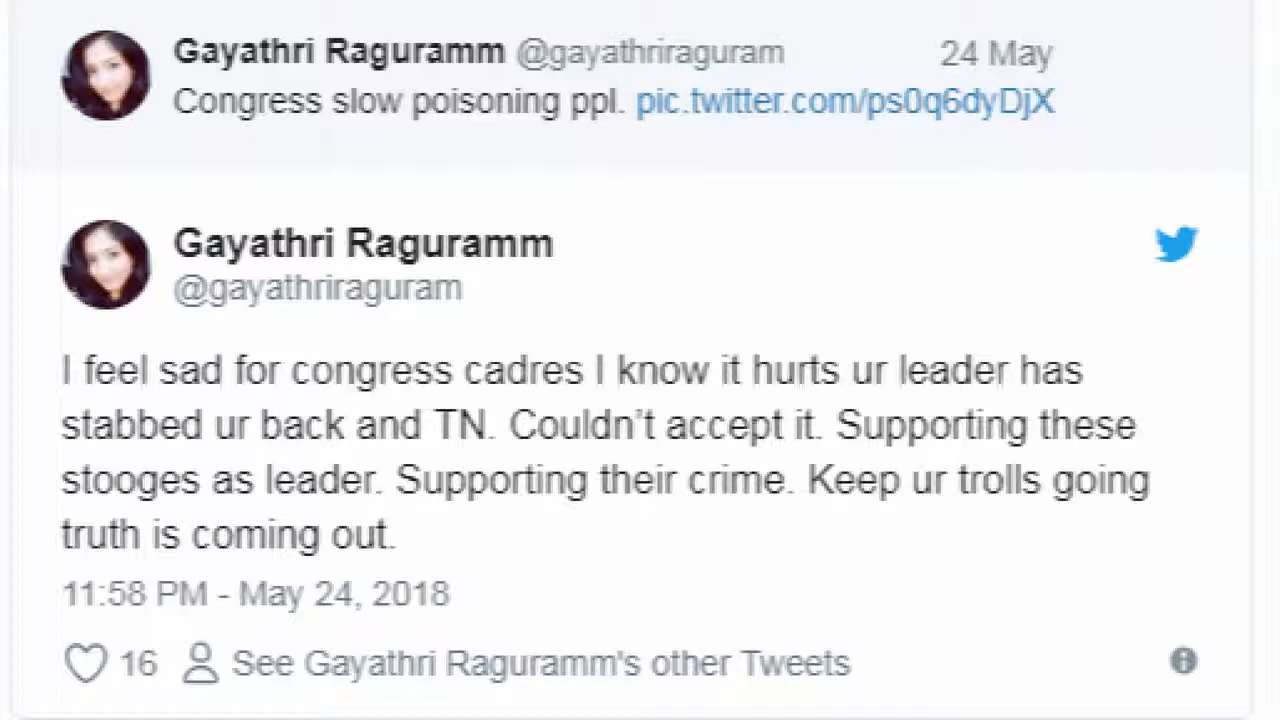 Gayathri Raguramm @gayathriraguram 24 May
Congress slow poisoning ppl. pic.twitter.com/ps0q6dyDjX
Gayathri Raguramm
@gayathriraguram
I feel sad for congress cadres I know it hurts ur leader has
stabbed ur back and TN. Couldn't accept it. Supporting these
stooges as leader. Supporting their crime. Keep ur trolls going
truth is coming out.
11:58 PM - May 24, 2018
16 See Gayathri Raguramm's other Tweets